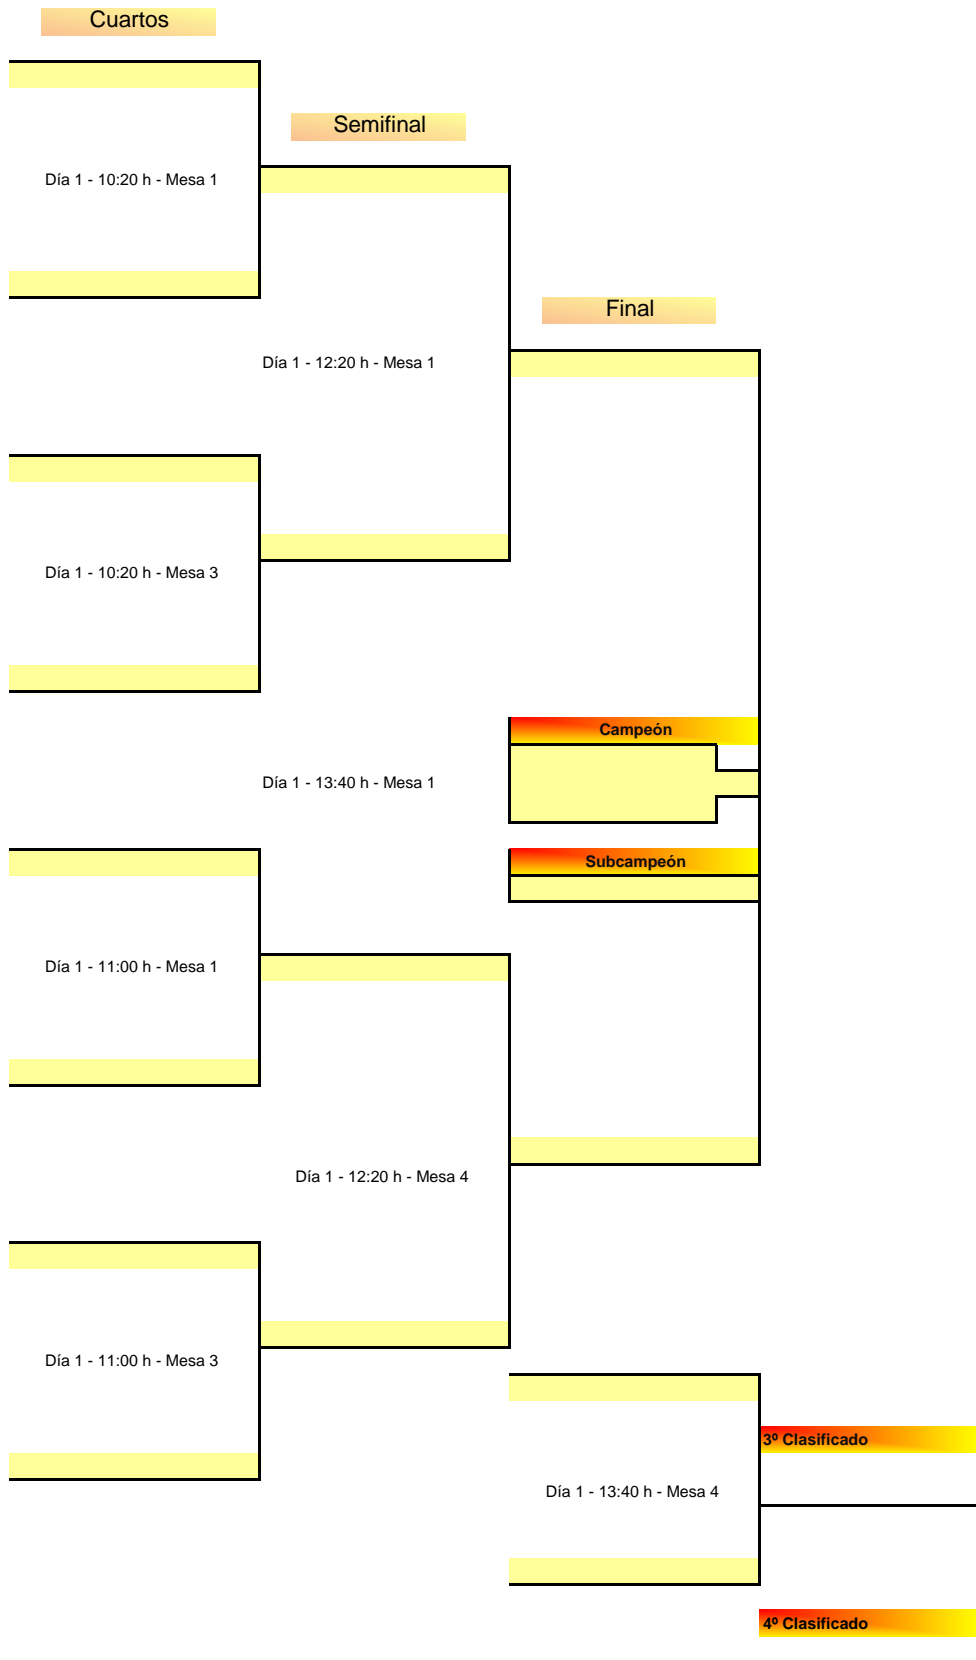 Cuartos
Semifinal
Día 1 - 10:20 h - Mesa 1
Final
Día 1 - 12:20 h - Mesa 1
Día 1 - 10:20 h - Mesa 3
Campeón
Día 1 - 13:40 h - Mesa 1
Subcampeón
Día 1 - 11:00 h - Mesa 1
Día 1 - 12:20 h - Mesa 4
Día 1 - 11:00 h - Mesa 3
3º Clasificado
Día 1 - 13:40 h - Mesa 4
4º Clasificado